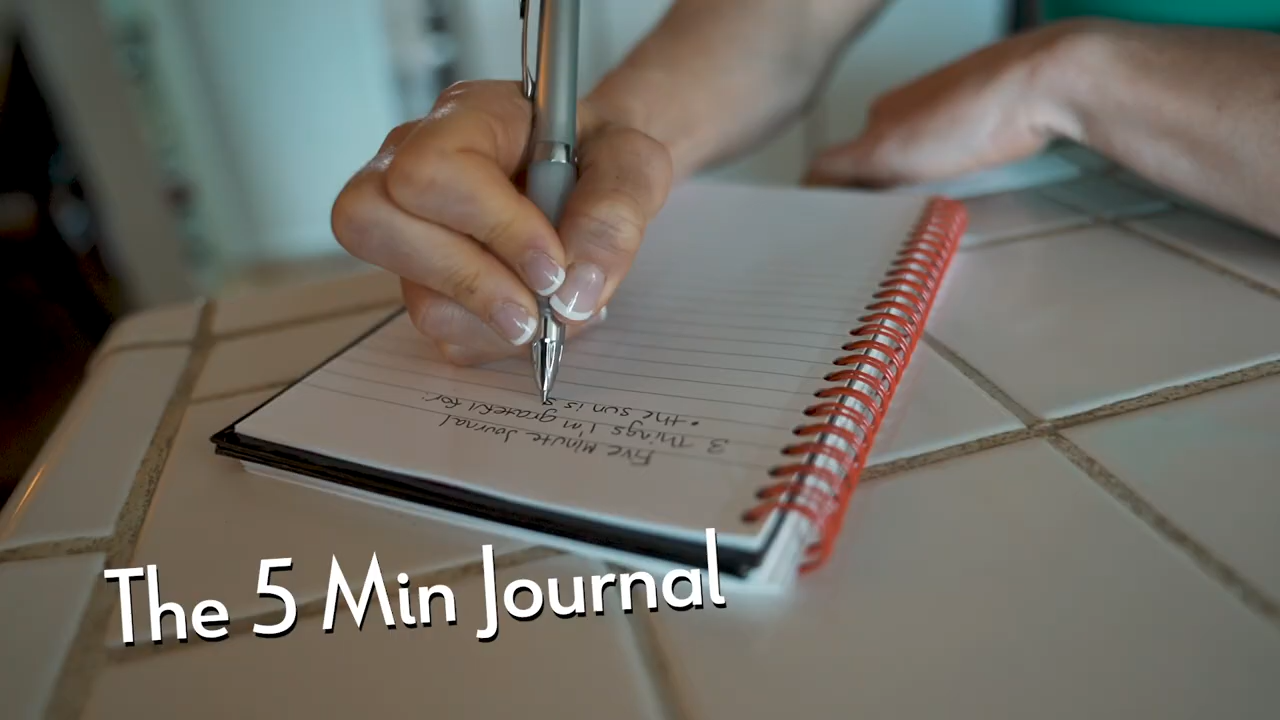 Five Minute Journal
3 Things I'm grateful for:
• the sun is s
The 5 Min Journal